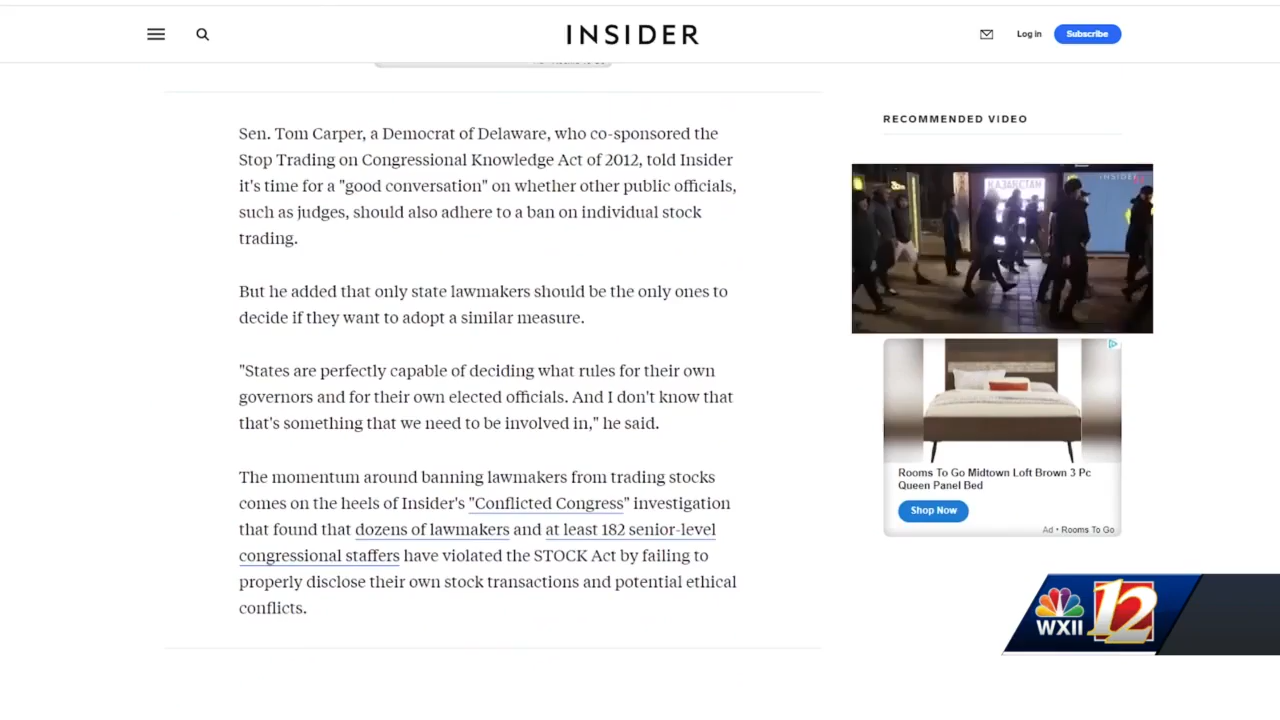 INSIDER
Log in
Subscribe
Sen. Tom Carper, a Democrat of Delaware, who co-sponsored the
Stop Trading on Congressional Knowledge Act of 2012, told Insider
it's time for a "good conversation" on whether other public officials,
such as judges, should also adhere to a ban on individual stock
trading.
But he added that only state lawmakers should be the only ones to
decide if they want to adopt a similar measure.
"States are perfectly capable of deciding what rules for their own
governors and for their own elected officials. And I don't know that
that's something that we need to be involved in," he said.
The momentum around banning lawmakers from trading stocks
comes on the heels of Insider's "Conflicted Congress" investigation
that found that dozens of lawmakers and at least 182 senior-level
congressional staffers have violated the STOCK Act by failing to
properly disclose their own stock transactions and potential ethical
conflicts.
RECOMMENDED VIDEO
INSIDER
Rooms To Go Midtown Loft Brown 3 Pc
Queen Panel Bed
Shop Now
Ad • Rooms To Go
WXII 12